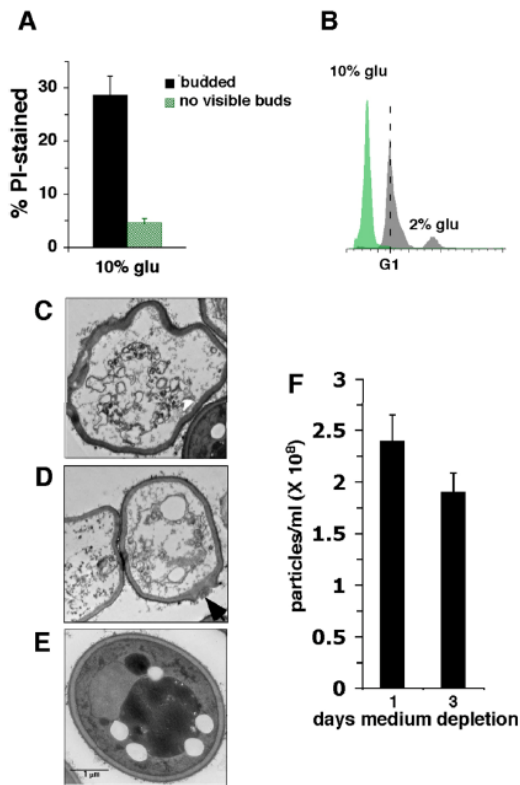 A
% PI-stained
30
20
10
0
10% glu
budded
no visible buds
B
10% glu
2% glu
G1
C
D
E
1 µm
F
particles/ml (X 10⁸)
3
2.5
2
1.5
1
0.5
0
1 3
days medium depletion